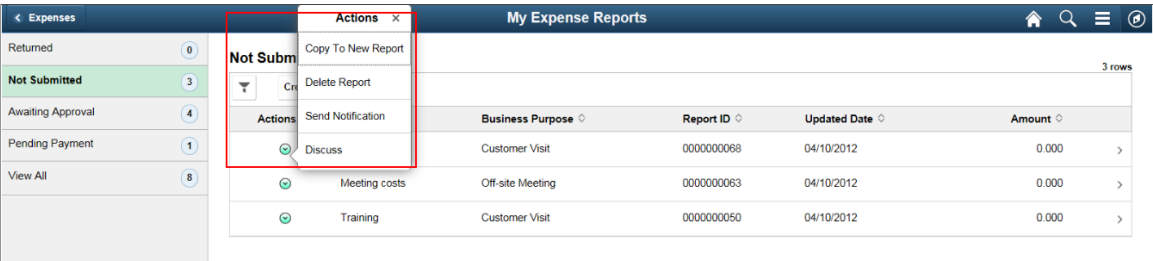 Expenses
Actions ×
My Expense Reports
Returned 0
Not Submitted 3
Awaiting Approval 4
Pending Payment 1
View All 8
Copy To New Report
Delete Report
Send Notification
Discuss
Not Subm
3 rows
Cre
Actions Business Purpose Report ID Updated Date Amount
Customer Visit 0000000068 04/10/2012 0.000
Meeting costs Off-site Meeting 0000000063 04/10/2012 0.000
Training Customer Visit 0000000050 04/10/2012 0.000